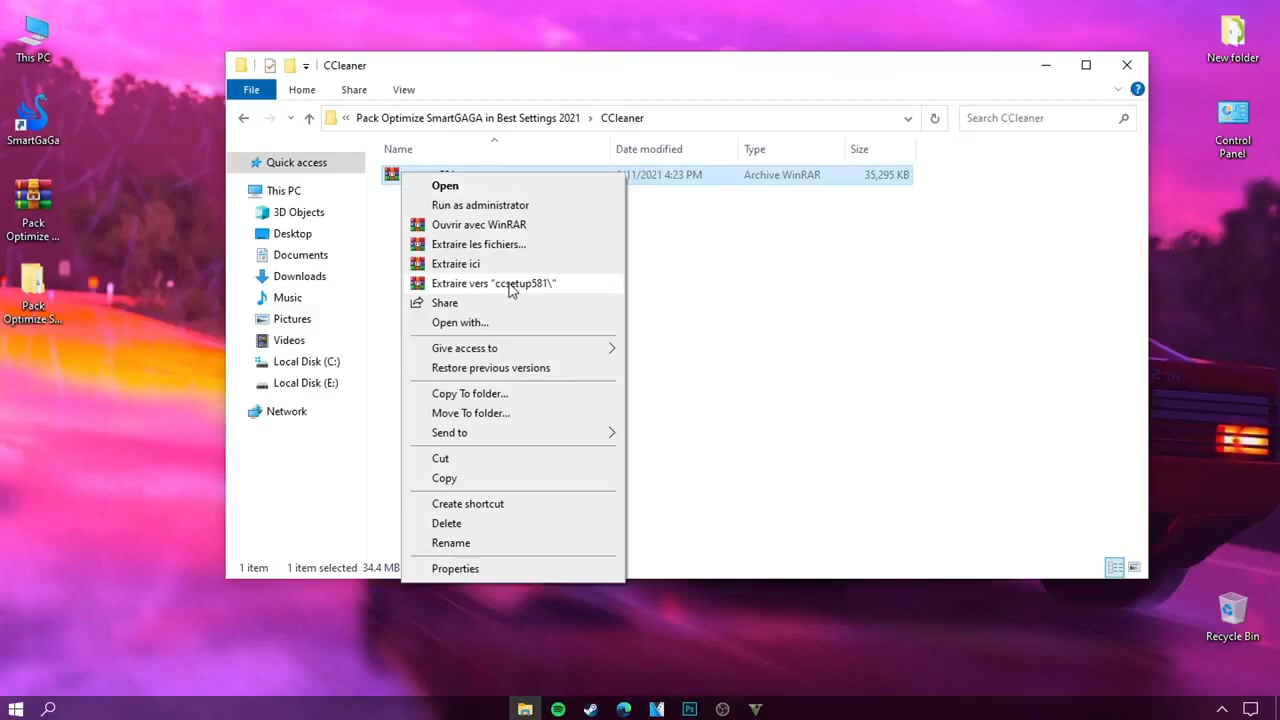 This PC
SmartGaGa
Pack
Optimize ...
Pack
Optimize S...
New folder
Control
Panel
Recycle Bin
CCleaner
File
Home
Share
View
Pack Optimize SmartGAGA in Best Settings 2021
CCleaner
Search CCleaner
Name
Date modified
Type
Size
11/2021 4:23 PM
Archive WinRAR
35,295 KB
Quick access
This PC
3D Objects
Desktop
Documents
Downloads
Music
Pictures
Videos
Local Disk (C:)
Local Disk (E:)
Network
Open
Run as administrator
Ouvrir avec WinRAR
Extraire les fichiers...
Extraire ici
Extraire vers "ccsetup581\"
Share
Open with...
Give access to
Restore previous versions
Copy To folder...
Move To folder...
Send to
Cut
Copy
Create shortcut
Delete
Rename
Properties
1 item
1 item selected
34.4 MB
Ps